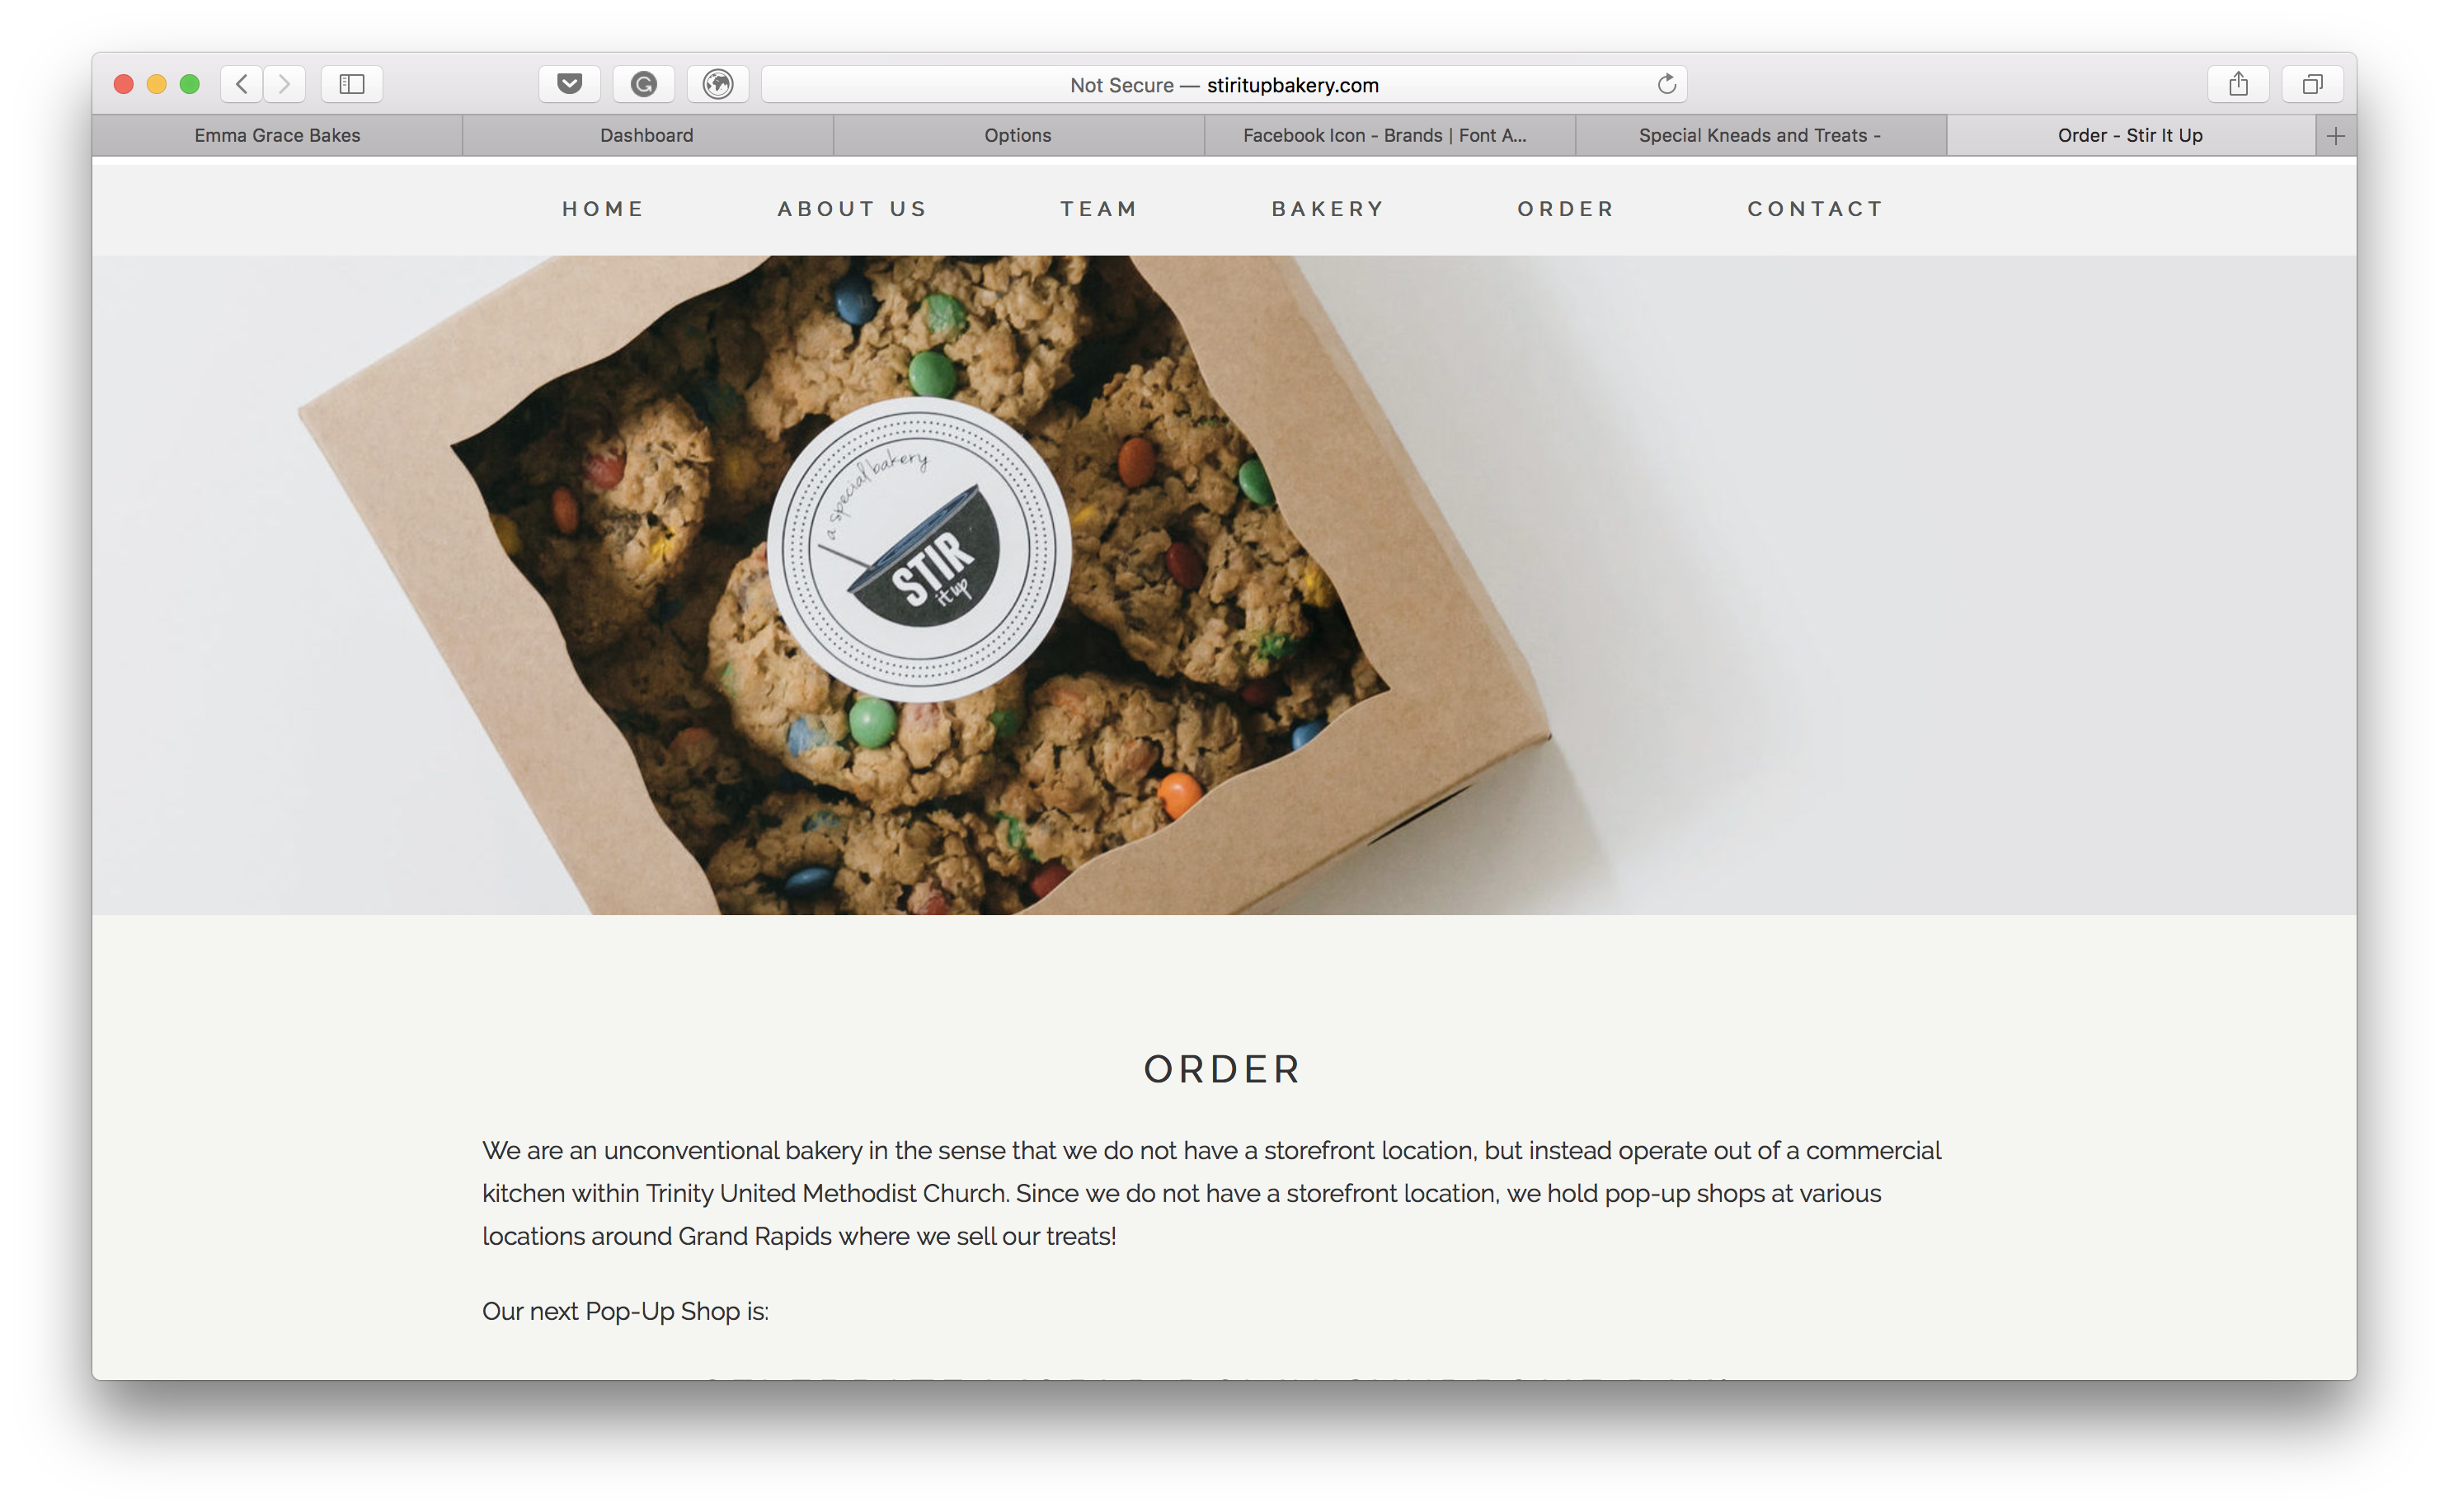 Not Secure — stiritupbakery.com
Emma Grace Bakes
Dashboard
Options
Facebook Icon - Brands | Font A...
Special Kneads and Treats -
Order - Stir It Up
HOME
ABOUT US
TEAM
BAKERY
ORDER
CONTACT
a special bakery
STIR
it up
ORDER
We are an unconventional bakery in the sense that we do not have a storefront location, but instead operate out of a commercial
kitchen within Trinity United Methodist Church. Since we do not have a storefront location, we hold pop-up shops at various
locations around Grand Rapids where we sell our treats!
Our next Pop-Up Shop is: